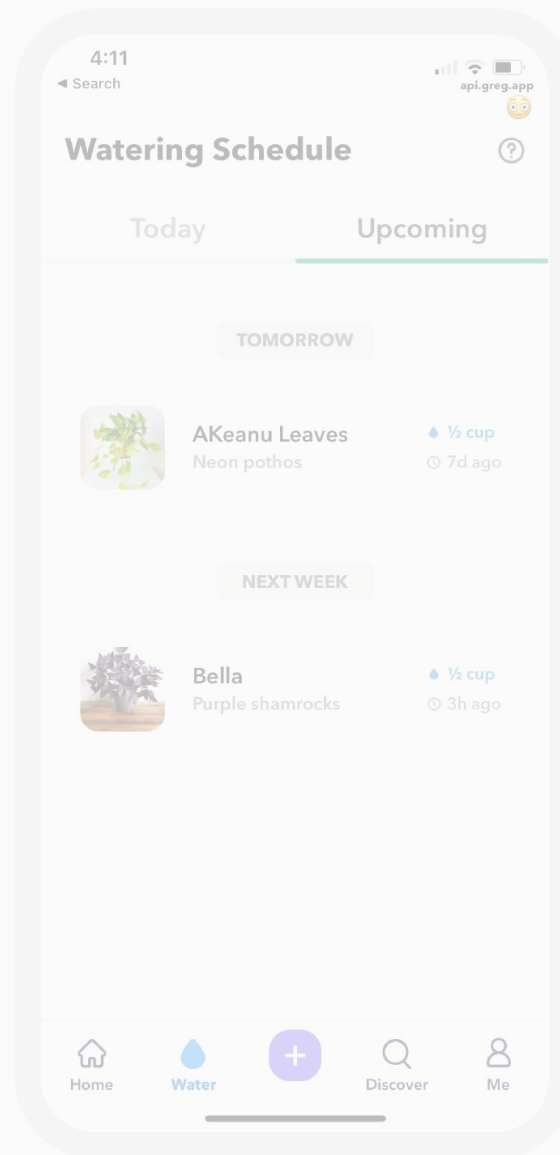 4:11
◀ Search
api.greg.app
Watering Schedule
Today Upcoming
TOMORROW
AKeanu Leaves ½ cup
Neon pothos 7d ago
NEXT WEEK
Bella ½ cup
Purple shamrocks 3h ago
Home Water Discover Me